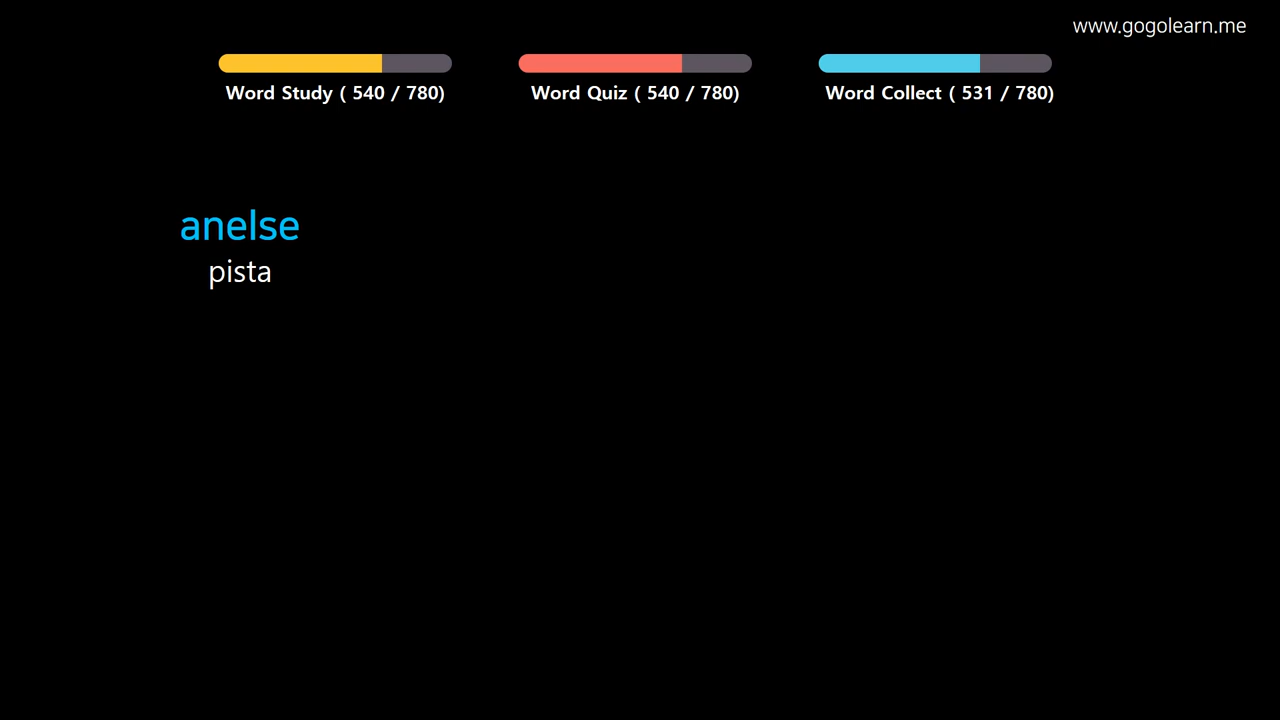 www.gogolearn.me
Word Study ( 540 / 780)
Word Quiz ( 540 / 780)
Word Collect ( 531 / 780)
anelse
pista